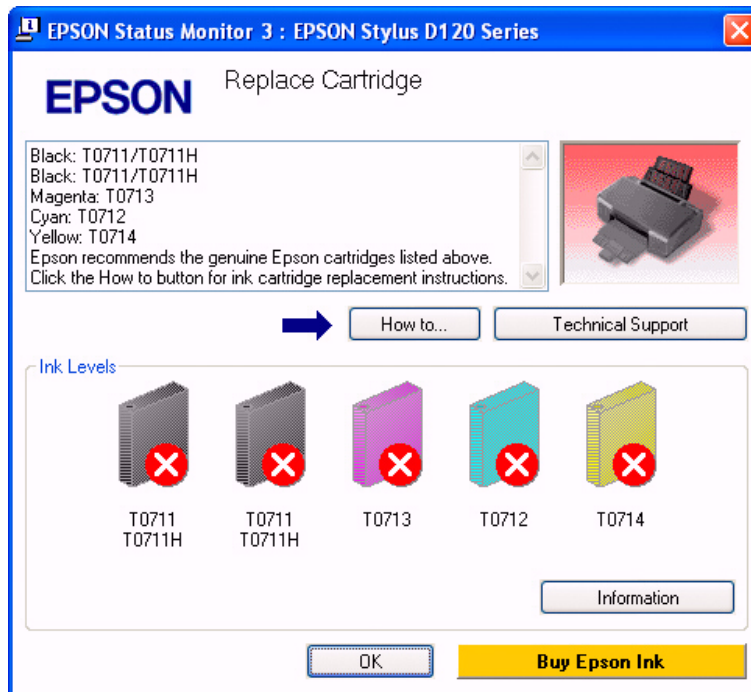 EPSON Status Monitor 3 : EPSON Stylus D120 Series
EPSON
Replace Cartridge
Black: T0711/T0711H
Black: T0711/T0711H
Magenta: T0713
Cyan: T0712
Yellow: T0714
Epson recommends the genuine Epson cartridges listed above.
Click the How to button for ink cartridge replacement instructions.
How to...
Technical Support
Ink Levels
T0711 T0711 T0713 T0712 T0714
T0711H T0711H
Information
OK
Buy Epson Ink